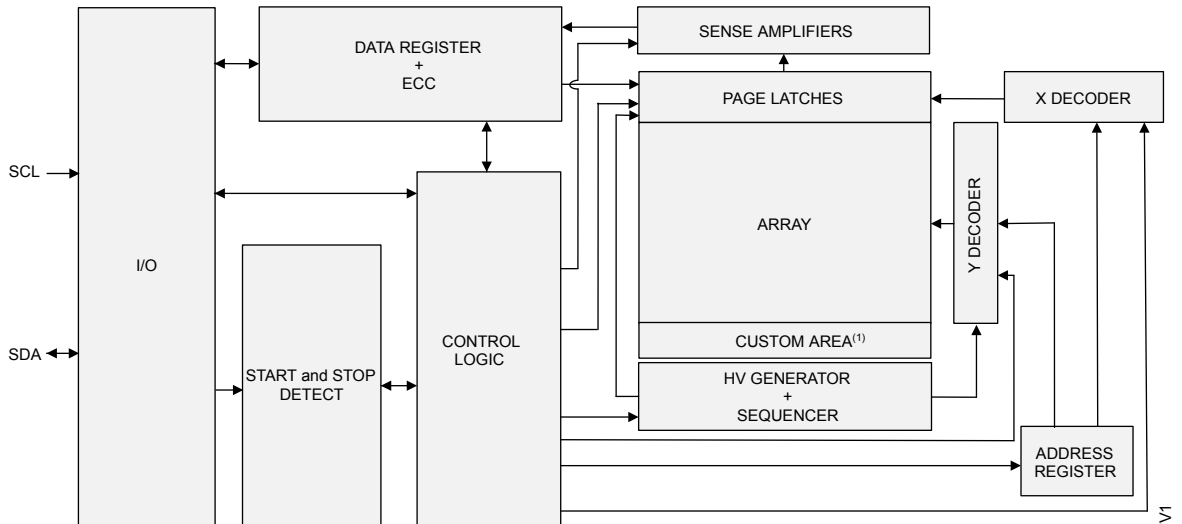 SENSE AMPLIFIERS
DATA REGISTER
+
ECC
PAGE LATCHES
X DECODER
SCL
Y DECODER
ARRAY
I/O
CUSTOM AREA(1)
CONTROL
LOGIC
SDA
START and STOP
DETECT
HV GENERATOR
+
SEQUENCER
ADDRESS
REGISTER
V1